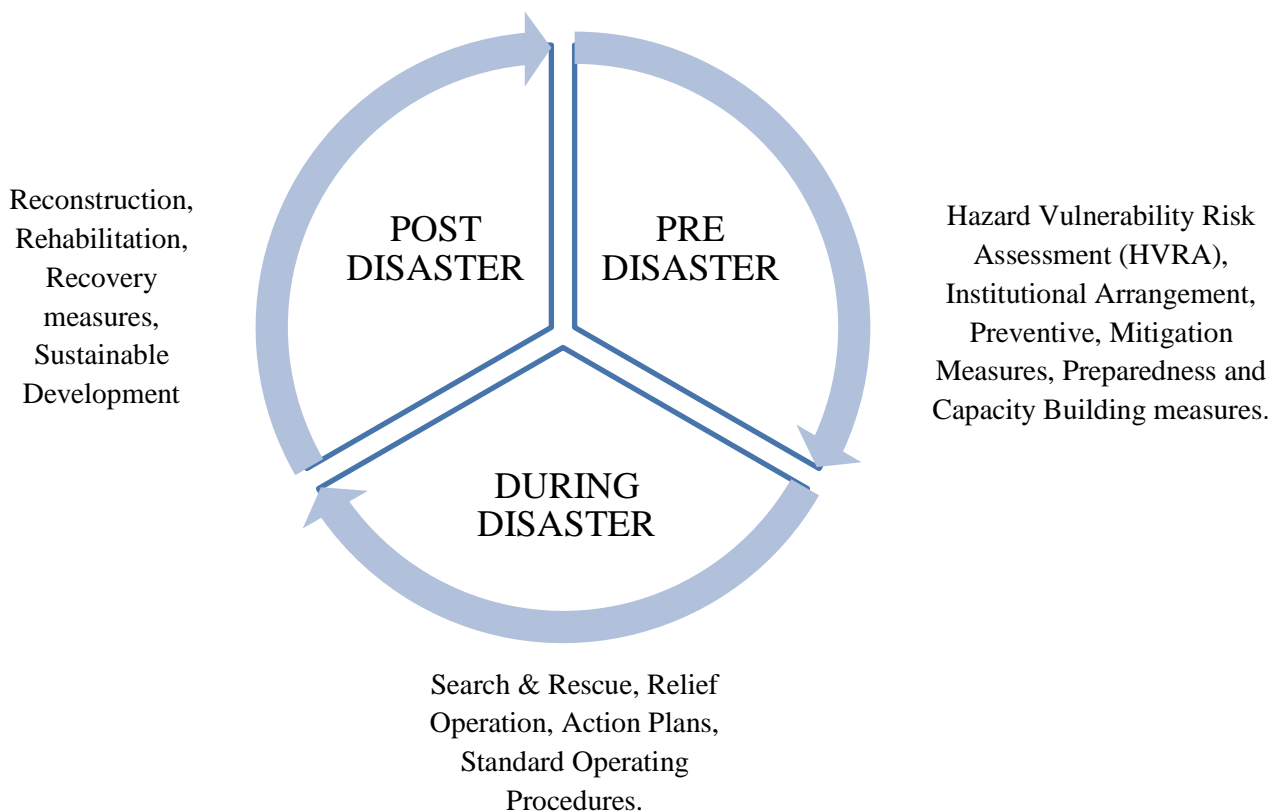 POST
DISASTER
PRE
DISASTER
DURING
DISASTER
Reconstruction,
Rehabilitation,
Recovery
measures,
Sustainable
Development
Hazard Vulnerability Risk
Assessment (HVRA),
Institutional Arrangement,
Preventive, Mitigation
Measures, Preparedness and
Capacity Building measures.
Search & Rescue, Relief
Operation, Action Plans,
Standard Operating
Procedures.